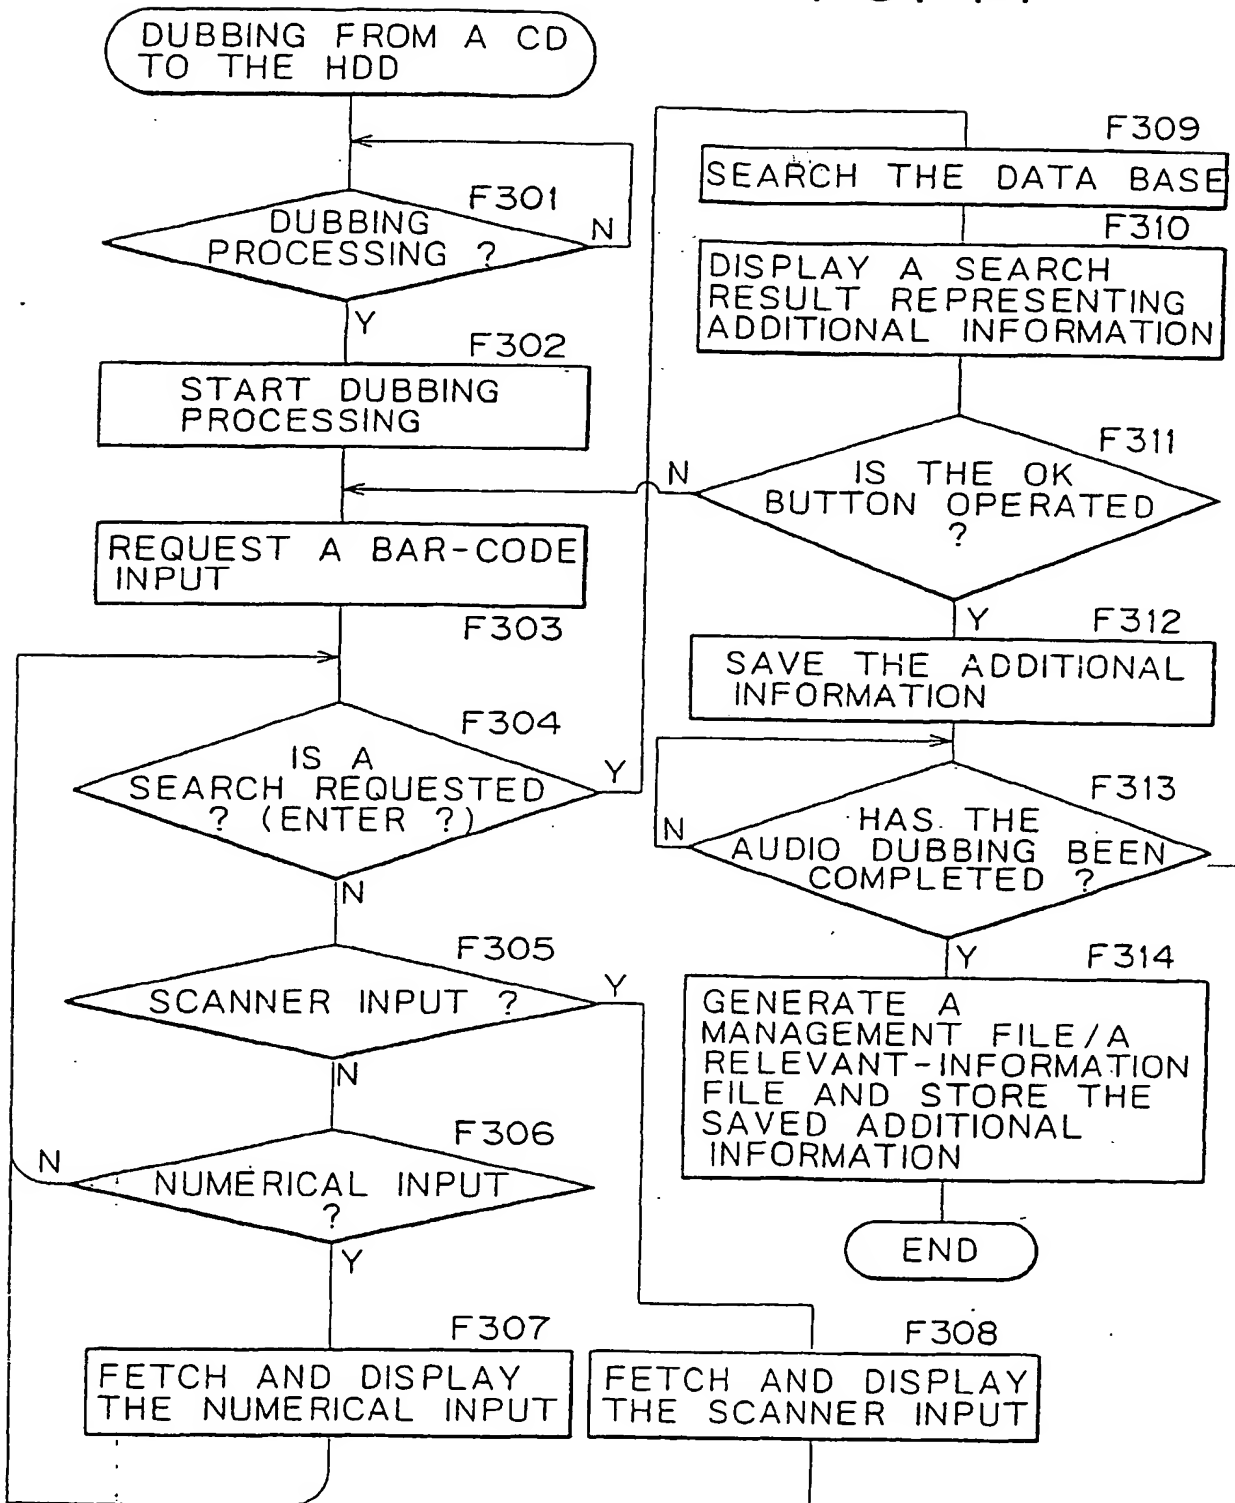 DUBBING FROM A CD
TO THE HDD
F301
DUBBING
PROCESSING ?
N
Y
F302
START DUBBING
PROCESSING
REQUEST A BAR-CODE
INPUT
F303
F304
IS A
SEARCH REQUESTED
? (ENTER ?)
Y
N
F305
SCANNER INPUT ?
Y
N
F306
NUMERICAL INPUT
?
N
Y
F307
FETCH AND DISPLAY
THE NUMERICAL INPUT
F308
FETCH AND DISPLAY
THE SCANNER INPUT
F309
SEARCH THE DATA BASE
F310
DISPLAY A SEARCH
RESULT REPRESENTING
ADDITIONAL INFORMATION
F311
IS THE OK
BUTTON OPERATED
?
N
Y
F312
SAVE THE ADDITIONAL
INFORMATION
F313
HAS THE
AUDIO DUBBING BEEN
COMPLETED ?
N
Y
F314
GENERATE A
MANAGEMENT FILE/A
RELEVANT-INFORMATION
FILE AND STORE THE
SAVED ADDITIONAL
INFORMATION
END